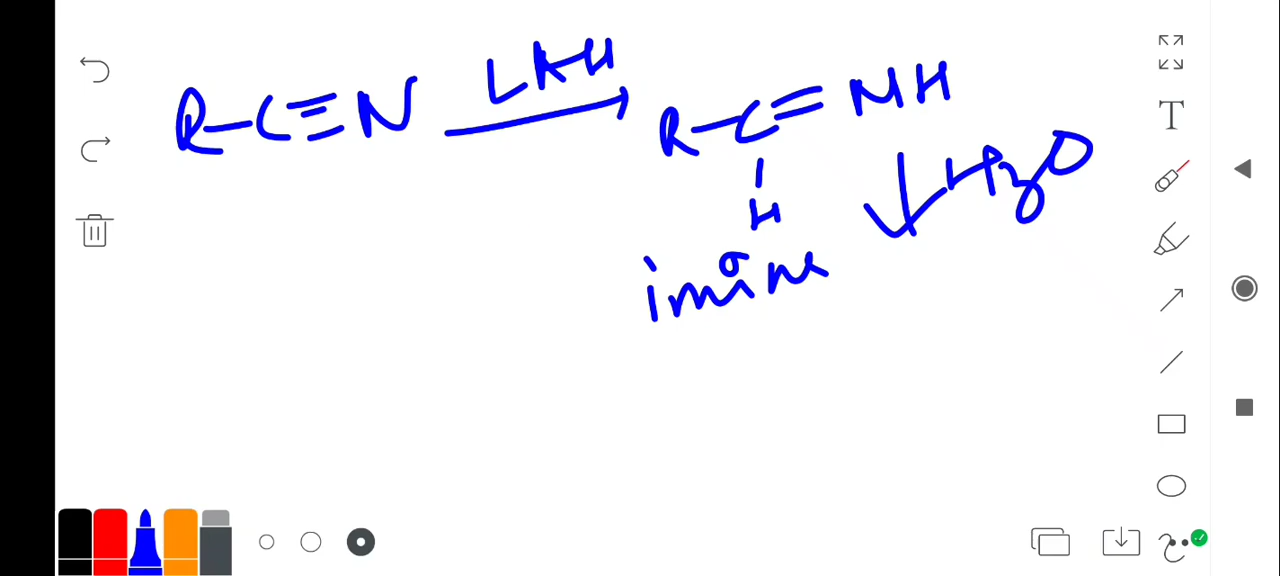 R-C≡N LAH R-C=NH
H
H2O
imine
T